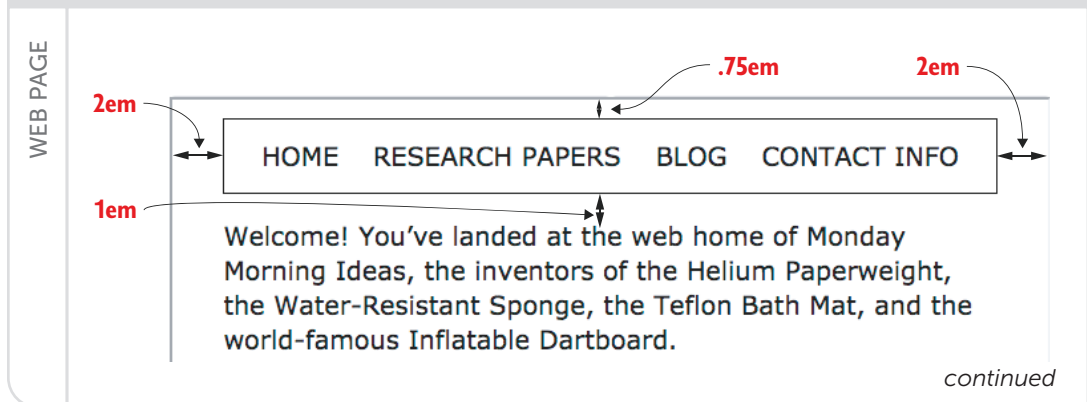 WEB PAGE
.75em
2em
2em
HOME RESEARCH PAPERS BLOG CONTACT INFO
1em
Welcome! You’ve landed at the web home of Monday
Morning Ideas, the inventors of the Helium Paperweight,
the Water-Resistant Sponge, the Teflon Bath Mat, and the
world-famous Inflatable Dartboard.
continued